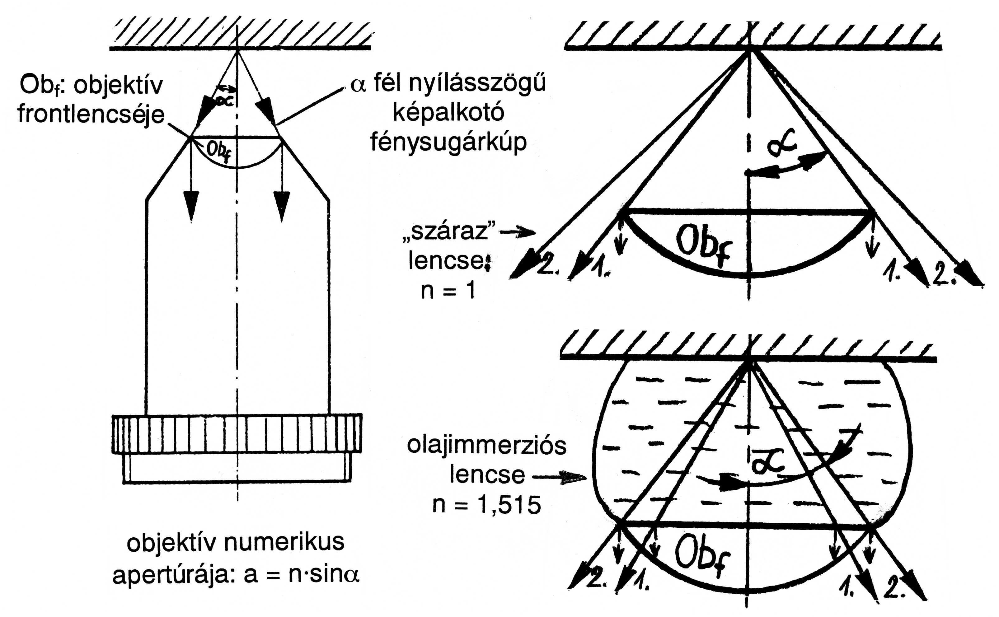 Obf: objektív
frontlencséje
α
Obf
α fél nyílásszögű
képalkotó
fénysugárkúp
objektív numerikus
apertúrája: a = n·sinα
α
„száraz”
lencse:
n = 1
Obf
2.
1.
1.
2.
olajimmerziós
lencse
n = 1,515
α
Obf
2.
1.
1.
2.